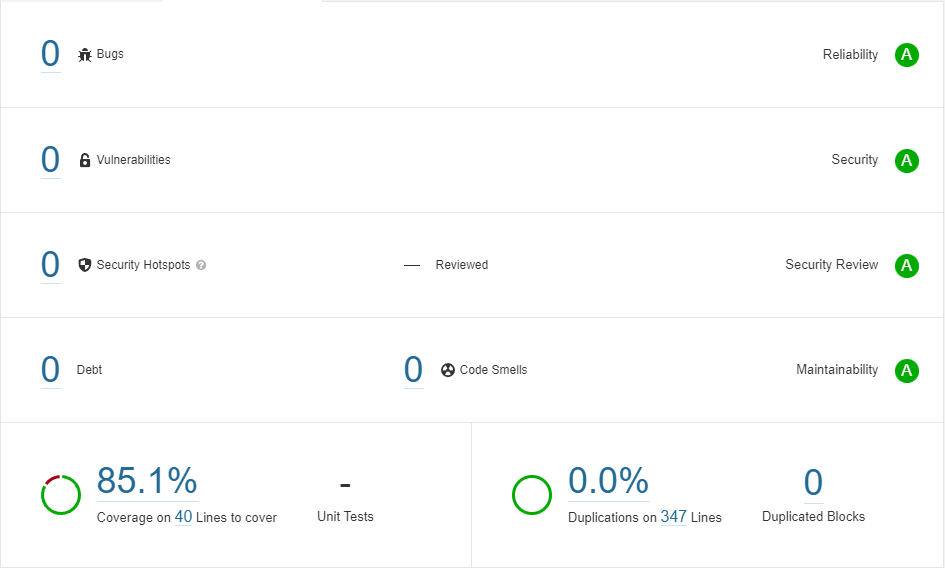 0 Bugs Reliability A
0 Vulnerabilities Security A
0 Security Hotspots ? — Reviewed Security Review A
0 Debt 0 Code Smells Maintainability A
85.1% - 0.0% 0
Coverage on 40 Lines to cover Unit Tests Duplications on 347 Lines Duplicated Blocks